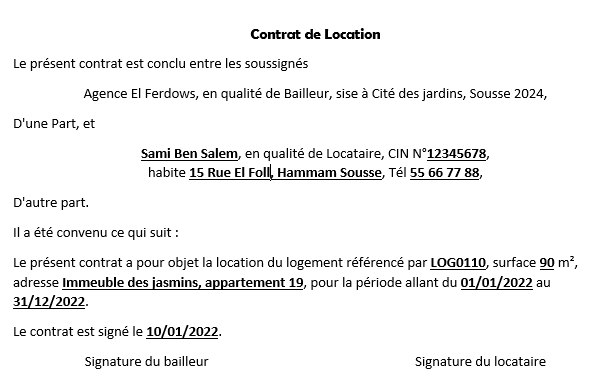 Contrat de Location
Le présent contrat est conclu entre les soussignés
Agence El Ferdows, en qualité de Bailleur, sise à Cité des jardins, Sousse 2024,
D'une Part, et
Sami Ben Salem, en qualité de Locataire, CIN N°12345678,
habite 15 Rue El Foll, Hammam Sousse, Tél 55 66 77 88,
D'autre part.
Il a été convenu ce qui suit :
Le présent contrat a pour objet la location du logement référencé par LOG0110, surface 90 m²,
adresse Immeuble des jasmins, appartement 19, pour la période allant du 01/01/2022 au
31/12/2022.
Le contrat est signé le 10/01/2022.
Signature du bailleur Signature du locataire